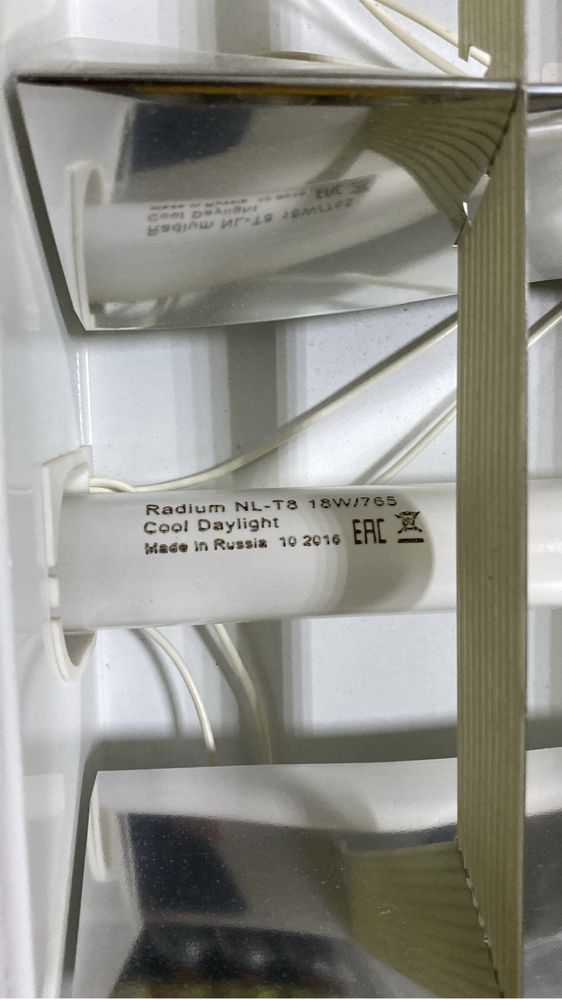 Radium NL-T8 18W/765
Cool Daylight
Made in Russia 10 2016 EAC